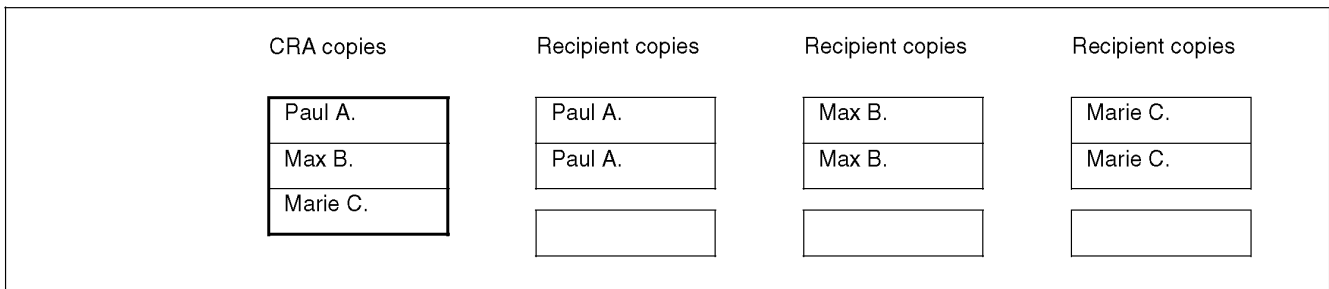 CRA copies Recipient copies Recipient copies Recipient copies
Paul A. Paul A. Max B. Marie C.
Max B. Paul A. Max B. Marie C.
Marie C.